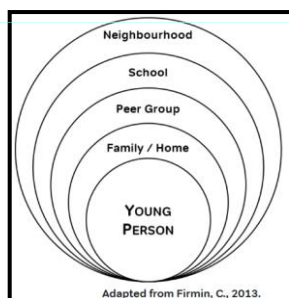 Neighbourhood
School
Peer Group
Family / Home
YOUNG
PERSON
Adapted from Firmin, C., 2013.